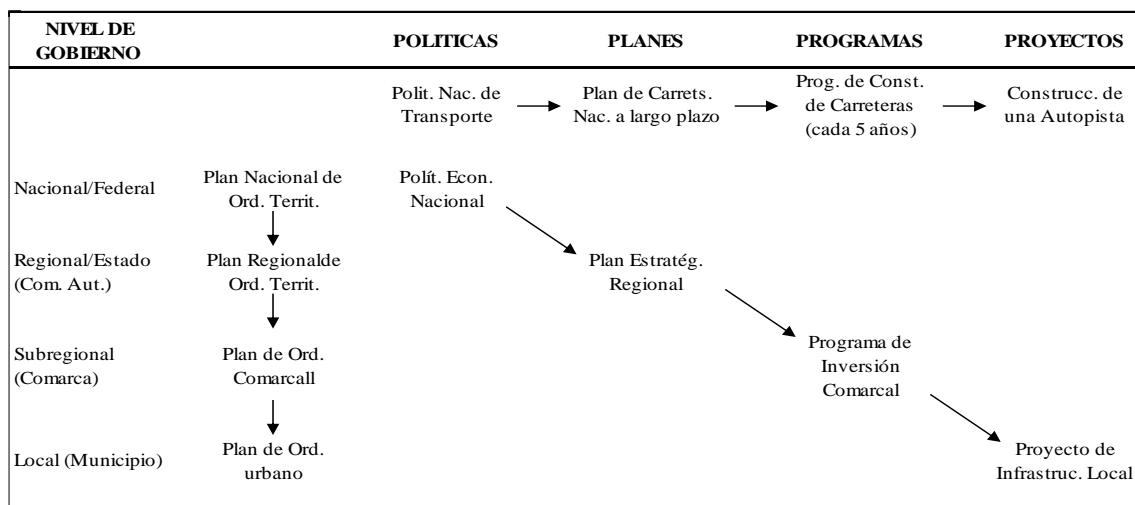 NIVEL DE
GOBIERNO
POLITICAS
PLANES
PROGRAMAS
PROYECTOS
Polit. Nac. de
Transporte
Plan de Carrets.
Nac. a largo plazo
Prog. de Const.
de Carreteras
(cada 5 años)
Construcc. de
una Autopista
Nacional/Federal
Plan Nacional de
Ord. Territ.
Polít. Econ.
Nacional
Regional/Estado
(Com. Aut.)
Plan Regionalde
Ord. Territ.
Plan Estratég.
Regional
Subregional
(Comarca)
Plan de Ord.
Comarcall
Programa de
Inversión
Comarcal
Local (Municipio)
Plan de Ord.
urbano
Proyecto de
Infrastruc. Local